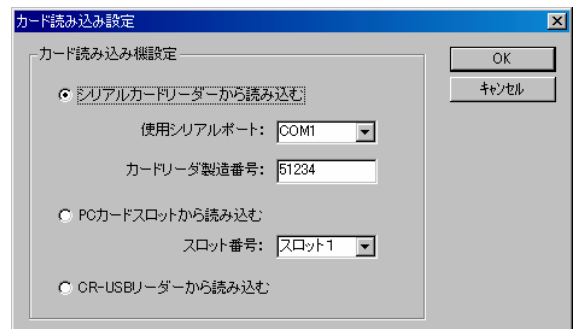 カード読み込み設定
カード読み込み機設定
シリアルカードリーダーから読み込む
使用シリアルポート: COM1
カードリーダ製造番号: 51234
PCカードスロットから読み込む
スロット番号: スロット1
CR-USBリーダーから読み込む
OK
キャンセル